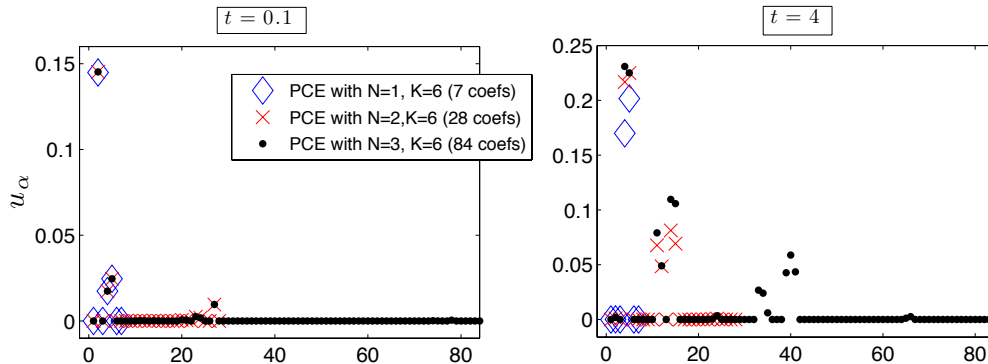 t = 0.1
t = 4
0.15
0.1
0.05
0
0 20 40 60 80
u_α
PCE with N=1, K=6 (7 coefs)
PCE with N=2,K=6 (28 coefs)
PCE with N=3, K=6 (84 coefs)
0.25
0.2
0.15
0.1
0.05
0
0 20 40 60 80